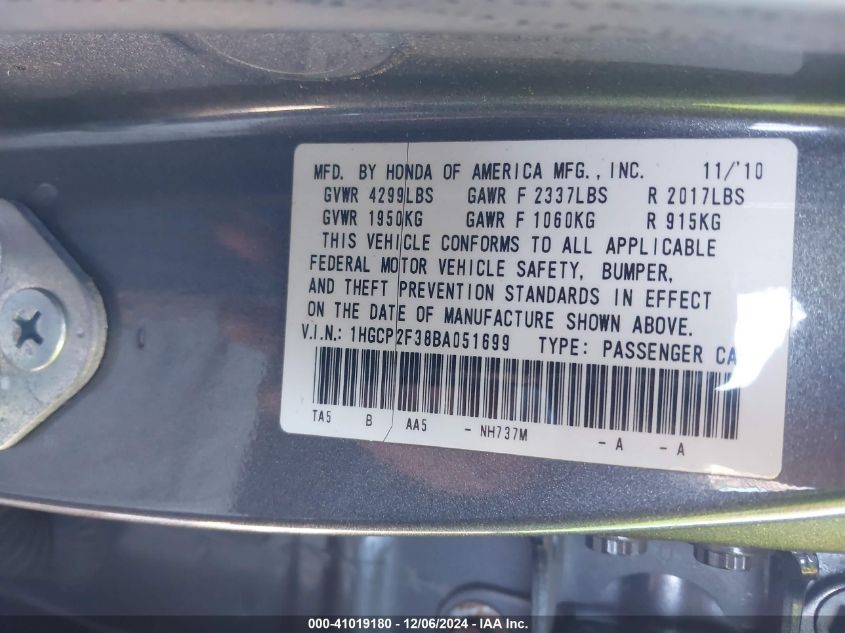 MFD. BY HONDA OF AMERICA MFG., INC. 11/'10
GVWR 4299LBS GAWR F 2337LBS R 2017LBS
GVWR 1950KG GAWR F 1060KG R 915KG
THIS VEHICLE CONFORMS TO ALL APPLICABLE
FEDERAL MOTOR VEHICLE SAFETY, BUMPER,
AND THEFT PREVENTION STANDARDS IN EFFECT
ON THE DATE OF MANUFACTURE SHOWN ABOVE.
V.I.N.: 1HGCP2F38BA051699 TYPE: PASSENGER CA
TA5 B AA5 - NH737M - A - A
000-41019180 - 12/06/2024 - IAA Inc.